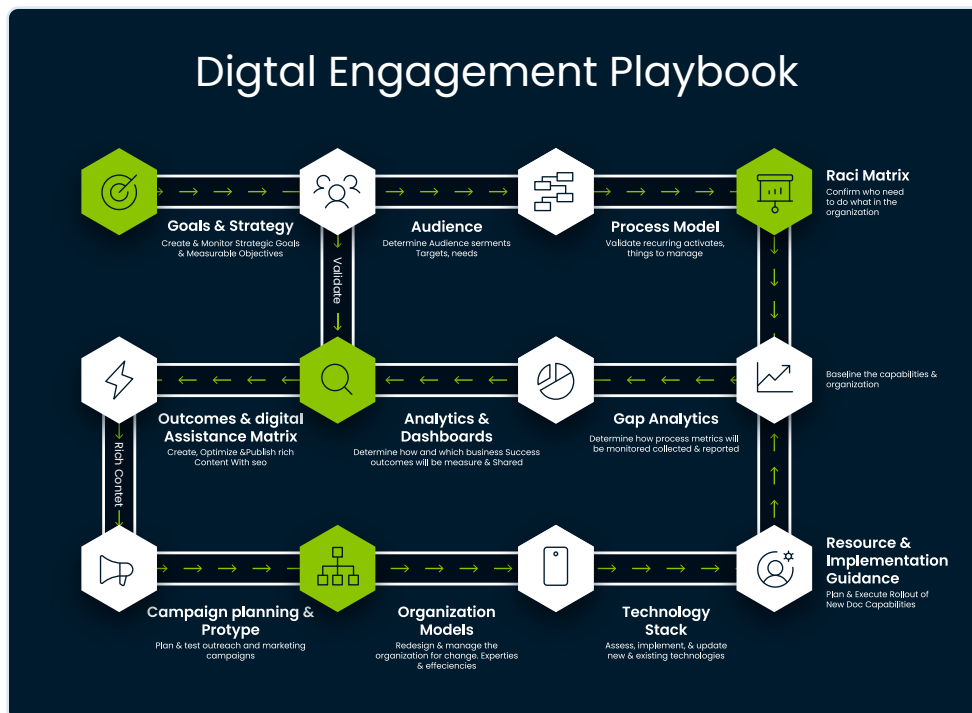 Digtal Engagement Playbook
Goals & Strategy
Create & Monitor Strategic Goals
& Measurable Objectives
Audience
Determine Audience serments
Targets, needs
Process Model
Validate recurring activates,
things to manage
Raci Matrix
Confirm who need
to do what in the
organization
Validate
Outcomes & digital
Assistance Matrix
Create, Optimize &Publish rich
Content With seo
Analytics &
Dashboards
Determine how and which business Success
outcomes will be measure & Shared
Gap Analytics
Determine how process metrics will
be monitored collected & reported
Baseline the capabilities &
organization
Rich Contet
Campaign planning &
Protype
Plan & test outreach and marketing
campaigns
Organization
Models
Redesign & manage the
organization for change. Experties
& effeciencies
Technology
Stack
Assess, implement, & update
new & existing technologies
Resource &
Implementation
Guidance
Plan & Execute Rollout of
New Doc Capabilities